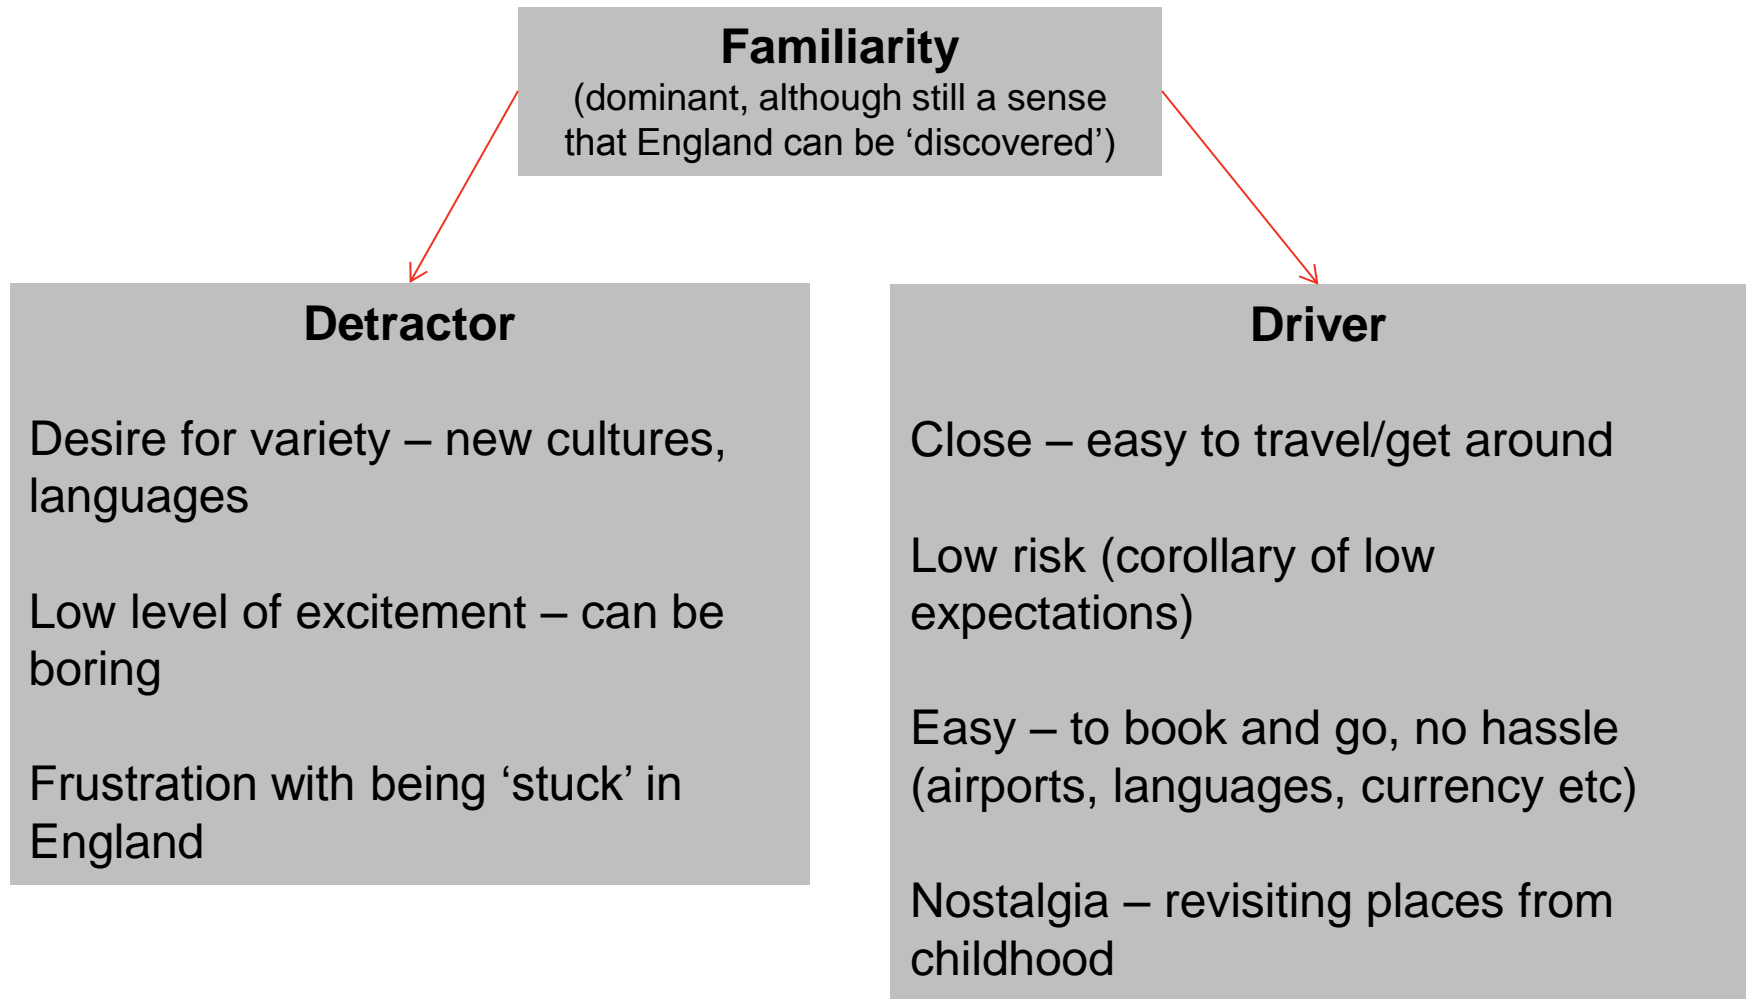 Familiarity
(dominant, although still a sense
that England can be ‘discovered’)
Detractor
Desire for variety – new cultures,
languages
Low level of excitement – can be
boring
Frustration with being ‘stuck’ in
England
Driver
Close – easy to travel/get around
Low risk (corollary of low
expectations)
Easy – to book and go, no hassle
(airports, languages, currency etc)
Nostalgia – revisiting places from
childhood